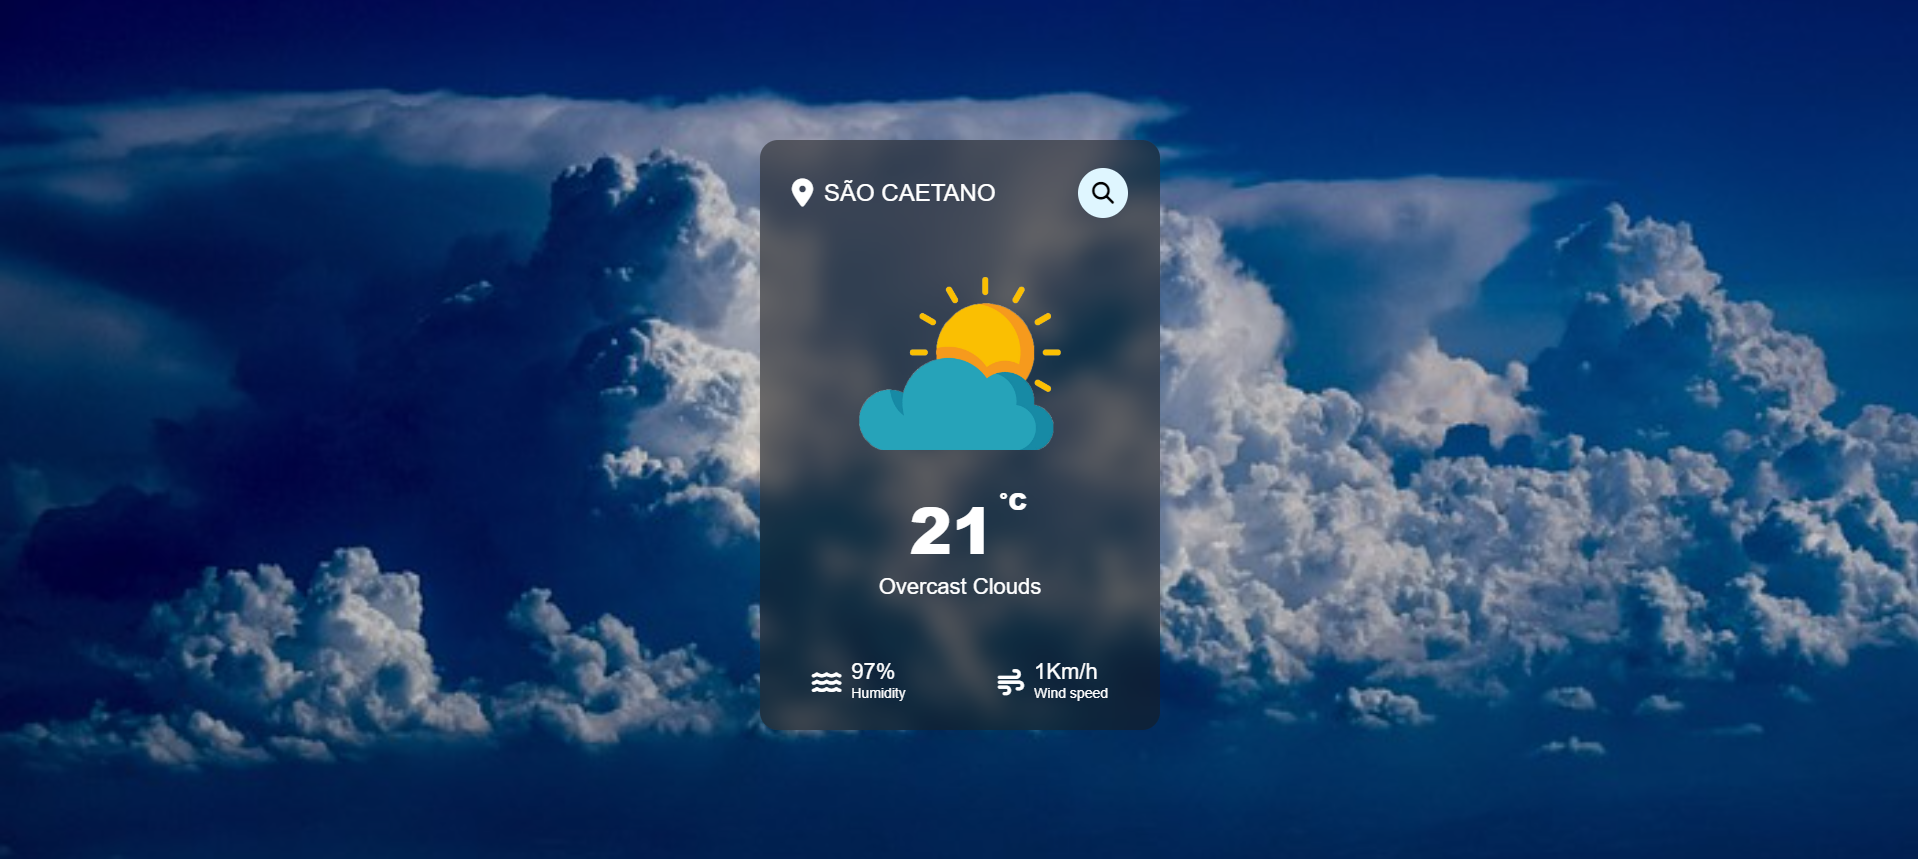 SÃO CAETANO
21 °C
Overcast Clouds
97%
Humidity
1Km/h
Wind speed